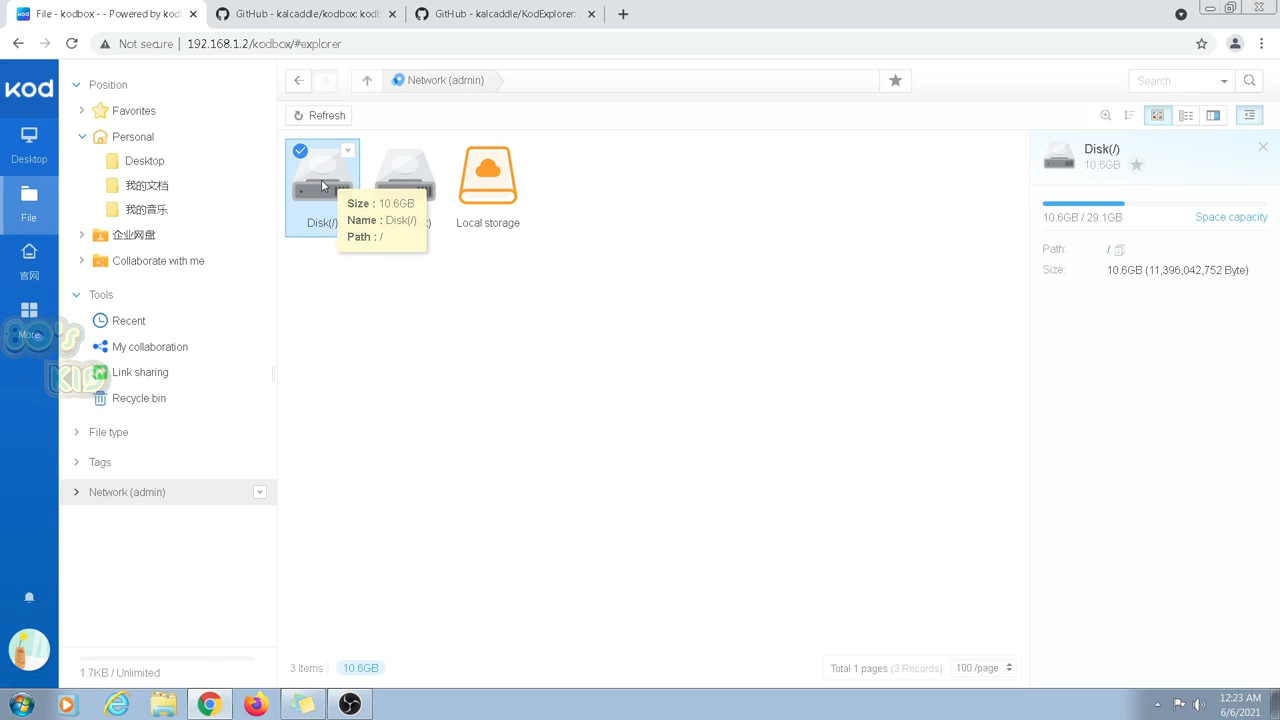 File - kodbox - - Powered by kod
GitHub - kalcaddle/kodbox: kodb
GitHub - kalcaddle/KodExplorer:
Not secure | 192.168.1.2/kodbox/#explorer
kod
Desktop
File
官网
More
80's
KID
Position
Favorites
Personal
Desktop
我的文档
我的音乐
企业网盘
Collaborate with me
Tools
Recent
My collaboration
Link sharing
Recycle bin
File type
Tags
Network (admin)
1.7KB / Unlimited
Network (admin)
Search
Refresh
Disk(/)
Local storage
Size : 10.6GB
Name : Disk(/)
Path : /
Disk(/)
10.6GB
10.6GB / 29.1GB Space capacity
Path: /
Size: 10.6GB (11,396,042,752 Byte)
3 Items 10.6GB
Total 1 pages (3 Records) 100 /page
12:23 AM
6/6/2021